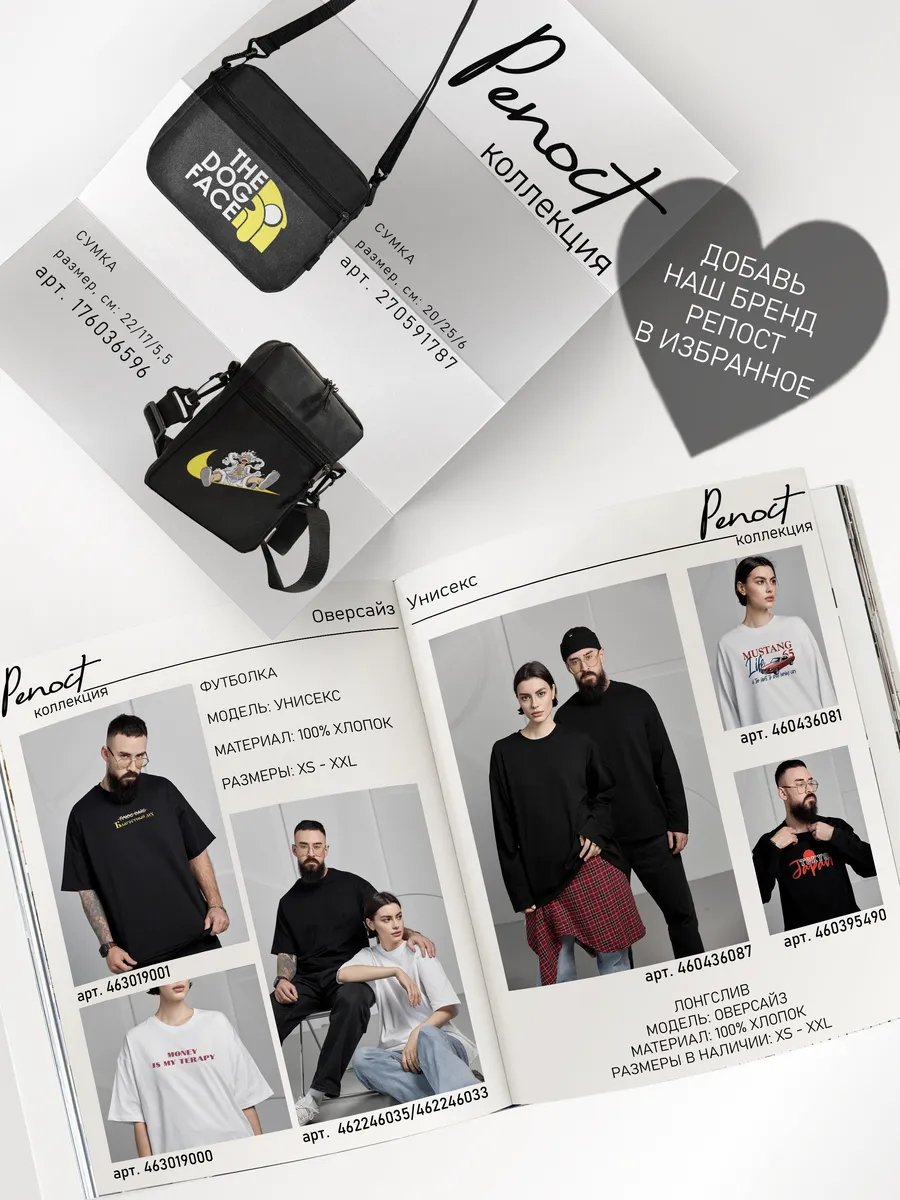 THE
DOG
FACE
Репост
коллекция
СУМКА
размер, см: 20/25/6
арт. 270591787
СУМКА
размер, см: 22/17/5,5
арт. 176036596
ДОБАВЬ
НАШ БРЕНД
РЕПОСТ
В ИЗБРАННОЕ
Репост
коллекция
Оверсайз
ФУТБОЛКА
МОДЕЛЬ: УНИСЕКС
МАТЕРИАЛ: 100% ХЛОПОК
РАЗМЕРЫ: XS - XXL
арт. 463019001
MONEY
IS MY TERAPY
арт. 463019000
арт. 462246035/462246033
Унисекс
Репост
коллекция
MUSTANG
Life 65
арт. 460436081
TOKYO
Japan
арт. 460395490
арт. 460436087
ЛОНГСЛИВ
МОДЕЛЬ: ОВЕРСАЙЗ
МАТЕРИАЛ: 100% ХЛОПОК
РАЗМЕРЫ В НАЛИЧИИ: XS - XXL